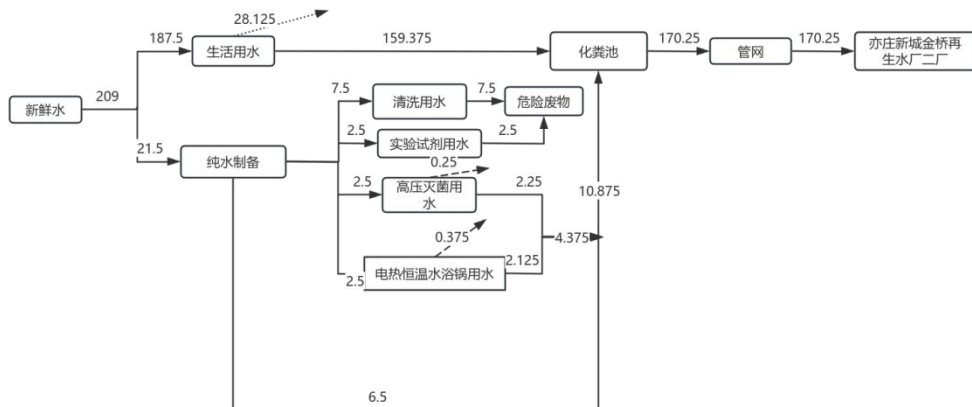 28.125
187.5
生活用水
159.375
化粪池
170.25
管网
170.25
亦庄新城金桥再
生水厂二厂
新鲜水
209
7.5
清洗用水
7.5
危险废物
21.5
纯水制备
2.5
实验试剂用水
2.5
0.25
2.5
高压灭菌用
水
2.25
10.875
0.375
4.375
2.5
电热恒温水浴锅用水
2.125
6.5